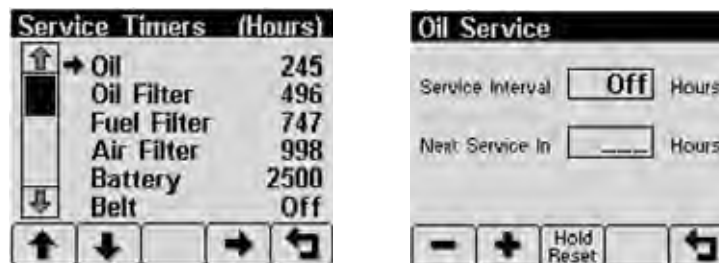 Service Timers (Hours)
Oil 245
Oil Filter 496
Fuel Filter 747
Air Filter 998
Battery 2500
Belt Off
Oil Service
Service Interval Off Hours
Next Service In ___ Hours
Hold
Reset